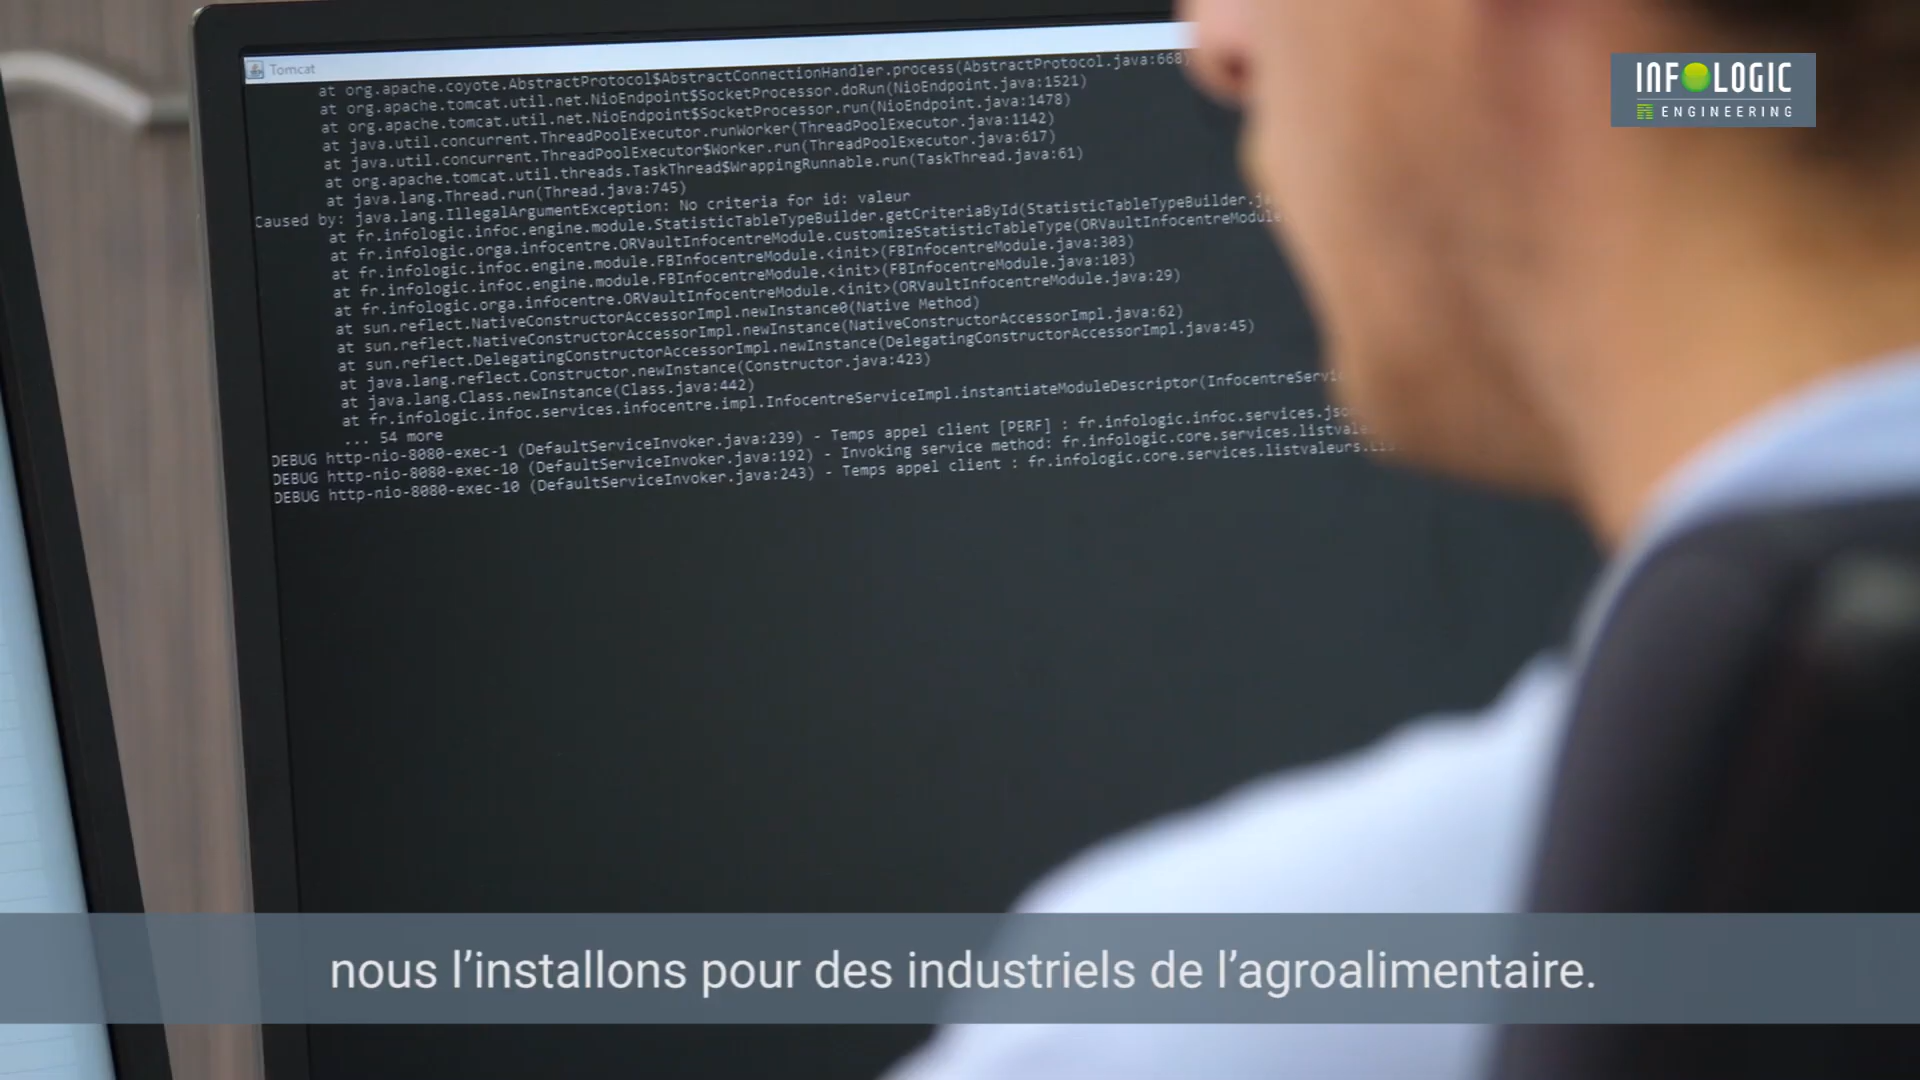 Tomcat
at org.apache.coyote.AbstractProtocol$AbstractConnectionHandler.process(AbstractProtocol.java:668)
at org.apache.tomcat.util.net.NioEndpoint$SocketProcessor.doRun(NioEndpoint.java:1521)
at org.apache.tomcat.util.net.NioEndpoint$SocketProcessor.run(NioEndpoint.java:1478)
at java.util.concurrent.ThreadPoolExecutor.runWorker(ThreadPoolExecutor.java:1142)
at java.util.concurrent.ThreadPoolExecutor$Worker.run(ThreadPoolExecutor.java:617)
at org.apache.tomcat.util.threads.TaskThread$WrappingRunnable.run(TaskThread.java:61)
at java.lang.Thread.run(Thread.java:745)
Caused by: java.lang.IllegalArgumentException: No criteria for id: valeur
at fr.infologic.infoc.engine.module.StatisticTableTypeBuilder.getCriteriaById(StatisticTableTypeBuilder.ja
at fr.infologic.orga.infocentre.ORVaultInfocentreModule.customizeStatisticTableType(ORVaultInfocentreModule
at fr.infologic.infoc.engine.module.FBInfocentreModule.<init>(FBInfocentreModule.java:303)
at fr.infologic.infoc.engine.module.FBInfocentreModule.<init>(FBInfocentreModule.java:103)
at fr.infologic.orga.infocentre.ORVaultInfocentreModule.<init>(ORVaultInfocentreModule.java:29)
at sun.reflect.NativeConstructorAccessorImpl.newInstance0(Native Method)
at sun.reflect.NativeConstructorAccessorImpl.newInstance(NativeConstructorAccessorImpl.java:62)
at sun.reflect.DelegatingConstructorAccessorImpl.newInstance(DelegatingConstructorAccessorImpl.java:45)
at java.lang.reflect.Constructor.newInstance(Constructor.java:423)
at java.lang.Class.newInstance(Class.java:442)
at fr.infologic.infoc.services.infocentre.impl.InfocentreServiceImpl.instantiateModuleDescriptor(InfocentreServic
... 54 more
DEBUG http-nio-8080-exec-1 (DefaultServiceInvoker.java:239) - Temps appel client [PERF] : fr.infologic.infoc.services.jso
DEBUG http-nio-8080-exec-10 (DefaultServiceInvoker.java:192) - Invoking service method: fr.infologic.core.services.listvale
DEBUG http-nio-8080-exec-10 (DefaultServiceInvoker.java:243) - Temps appel client : fr.infologic.core.services.listvaleurs.
INFOLOGIC
ENGINEERING
nous l’installons pour des industriels de l’agroalimentaire.